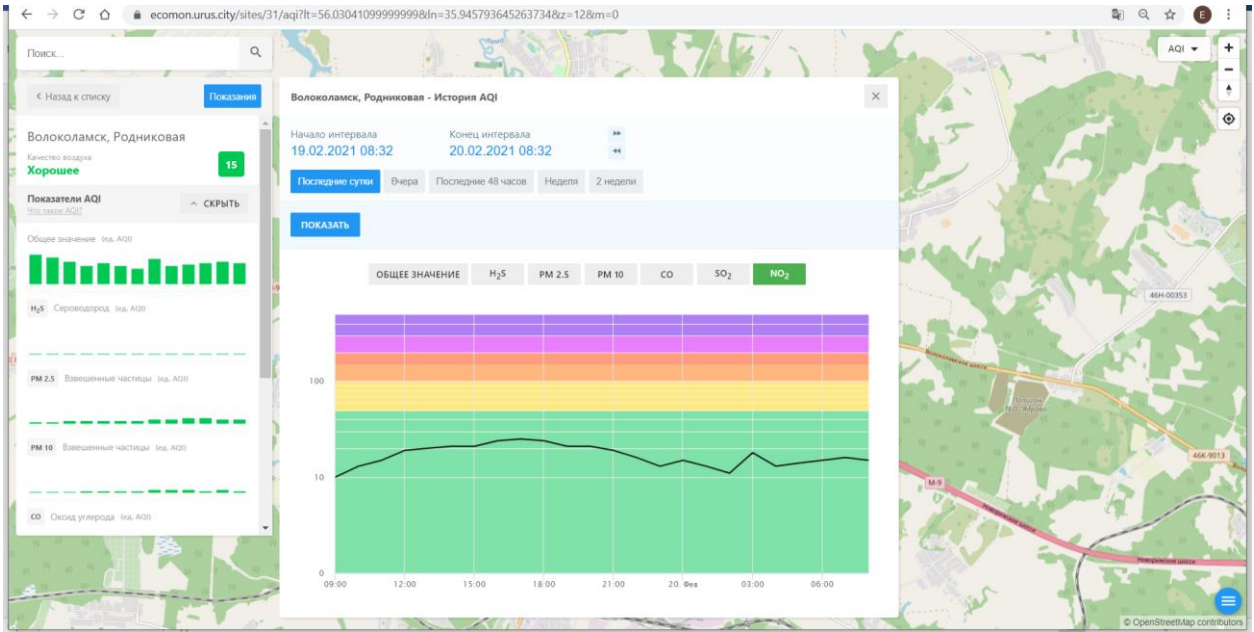 ecomon.urus.city/sites/31/aqi?lt=56.03041099999999&ln=35.945793645263734&z=12&m=0
E
Поиск...
AQI
< Назад к списку
Показания
Волоколамск, Родниковая
Качество воздуха
Хорошее
15
Показатели AQI
Что такое AQI?
СКРЫТЬ
Общее значение (ед. AQI)
H2S Сероводород (ед. AQI)
PM 2.5 Взвешенные частицы (ед. AQI)
PM 10 Взвешенные частицы (ед. AQI)
CO Оксид углерода (ед. AQI)
Волоколамск, Родниковая - История AQI
Начало интервала Конец интервала
19.02.2021 08:32 20.02.2021 08:32
Последние сутки Вчера Последние 48 часов Неделя 2 недели
ПОКАЗАТЬ
ОБЩЕЕ ЗНАЧЕНИЕ H2S PM 2.5 PM 10 CO SO2 NO2
100
10
0
09:00 12:00 15:00 18:00 21:00 20. Фев 03:00 06:00
46Н-00353
Волоколамское шоссе
Полигон
46К-9013
М-9
Новорижское шоссе
Новорижское шоссе
© OpenStreetMap contributors